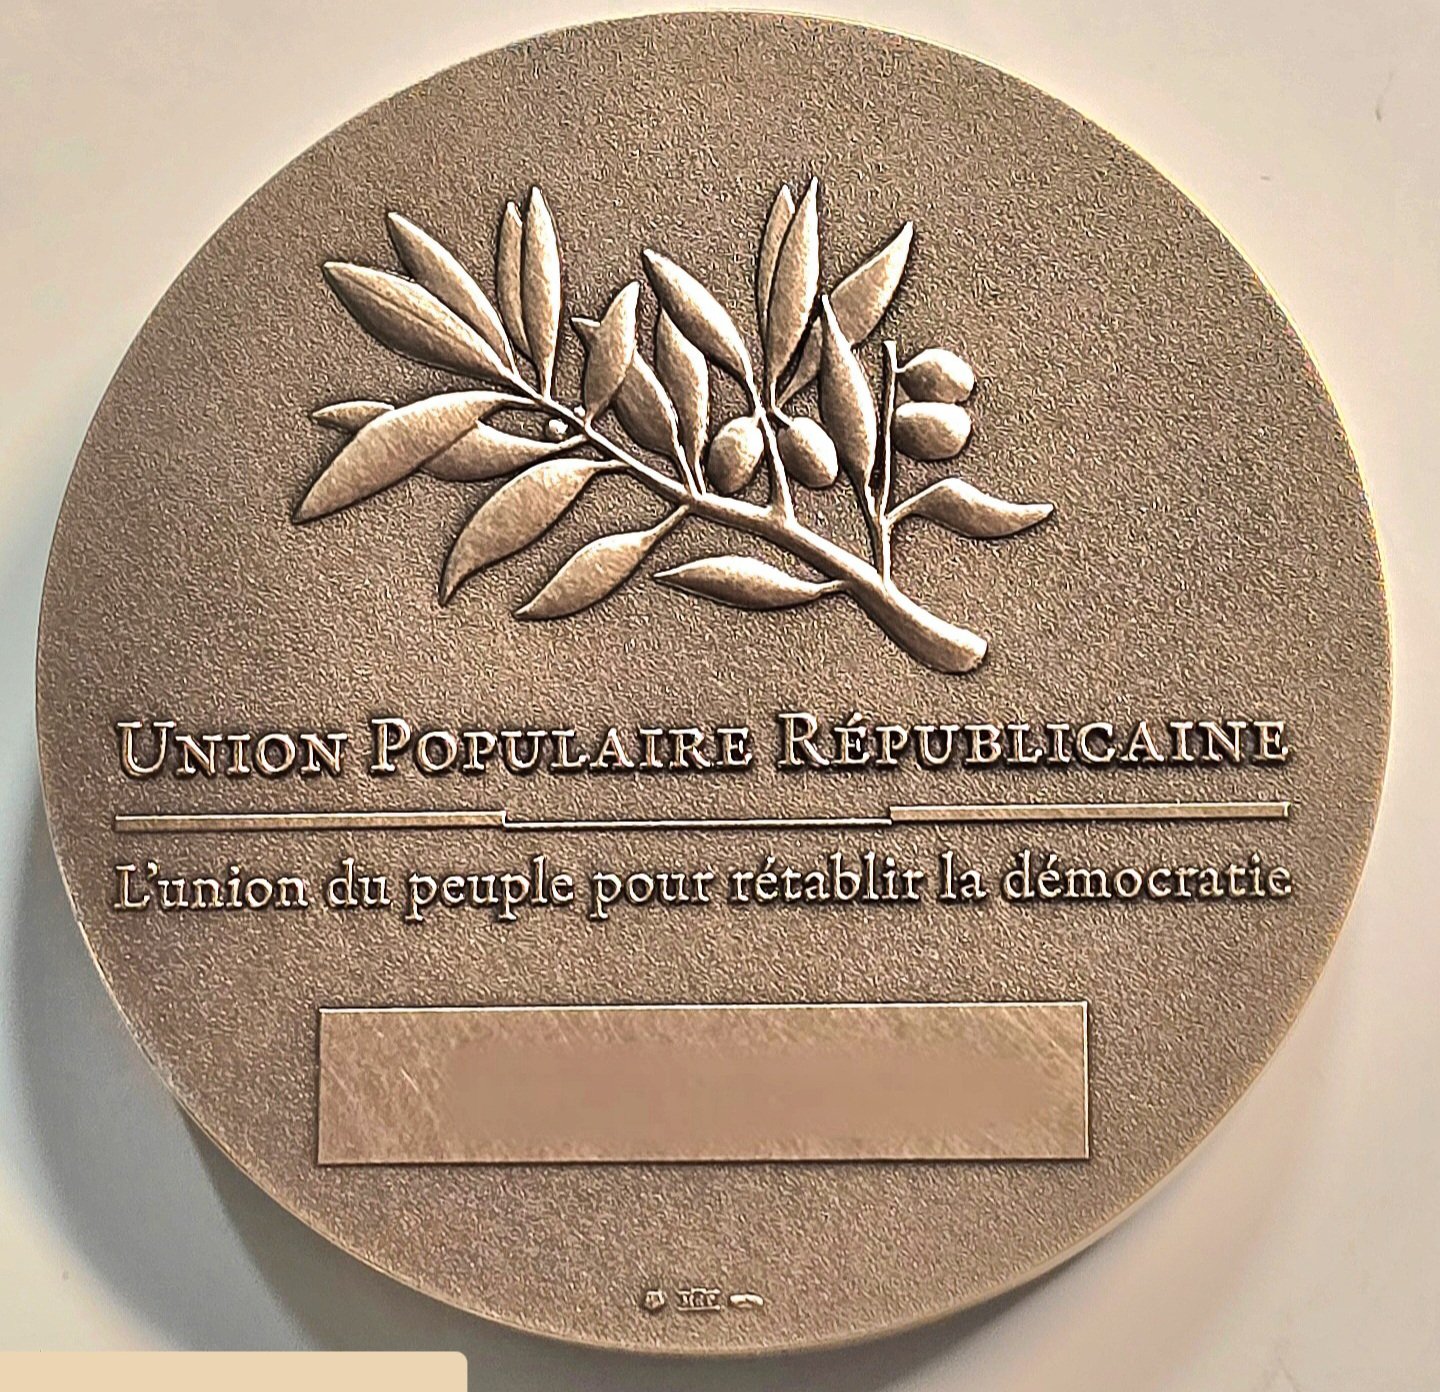 Union Populaire Républicaine
L'union du peuple pour rétablir la démocratie